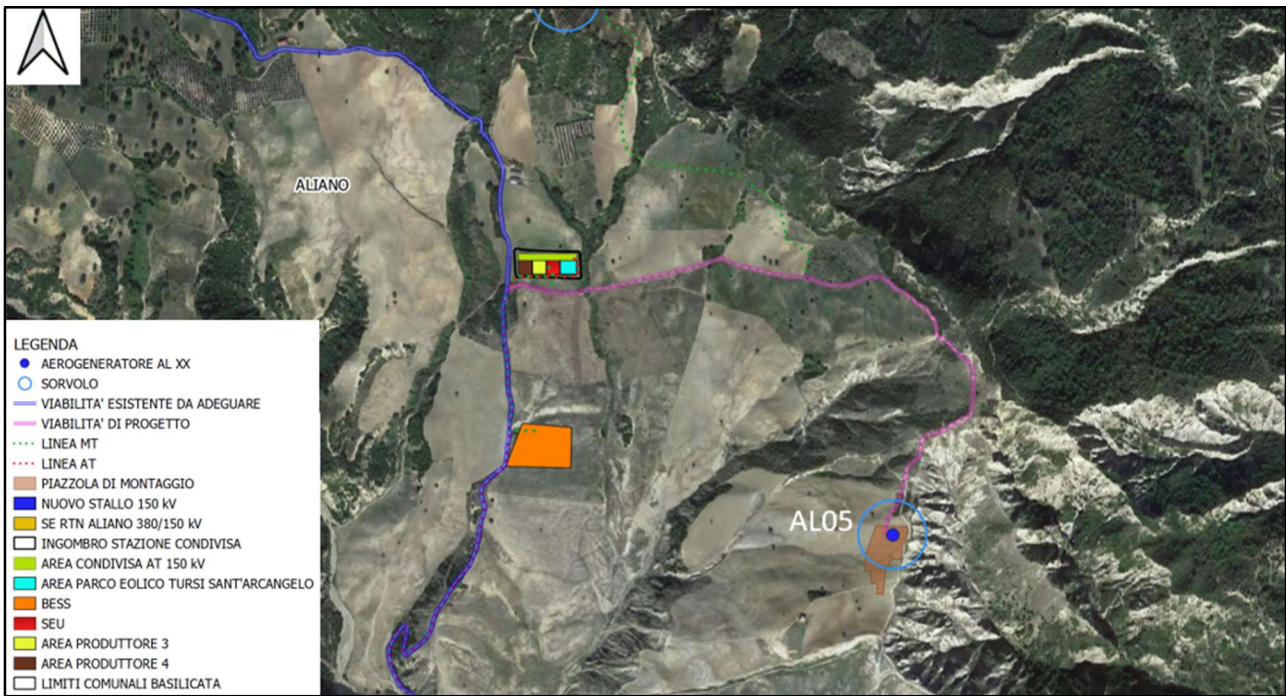 ALIANO
AL05
LEGENDA
AEROGENERATORE AL XX
SORVOLO
VIABILITA' ESISTENTE DA ADEGUARE
VIABILITA' DI PROGETTO
LINEA MT
LINEA AT
PIAZZOLA DI MONTAGGIO
NUOVO STALLO 150 kV
SE RTN ALIANO 380/150 kV
INGOMBRO STAZIONE CONDIVISA
AREA CONDIVISA AT 150 kV
AREA PARCO EOLICO TURSI SANT'ARCANGELO
BESS
SEU
AREA PRODUTTORE 3
AREA PRODUTTORE 4
LIMITI COMUNALI BASILICATA